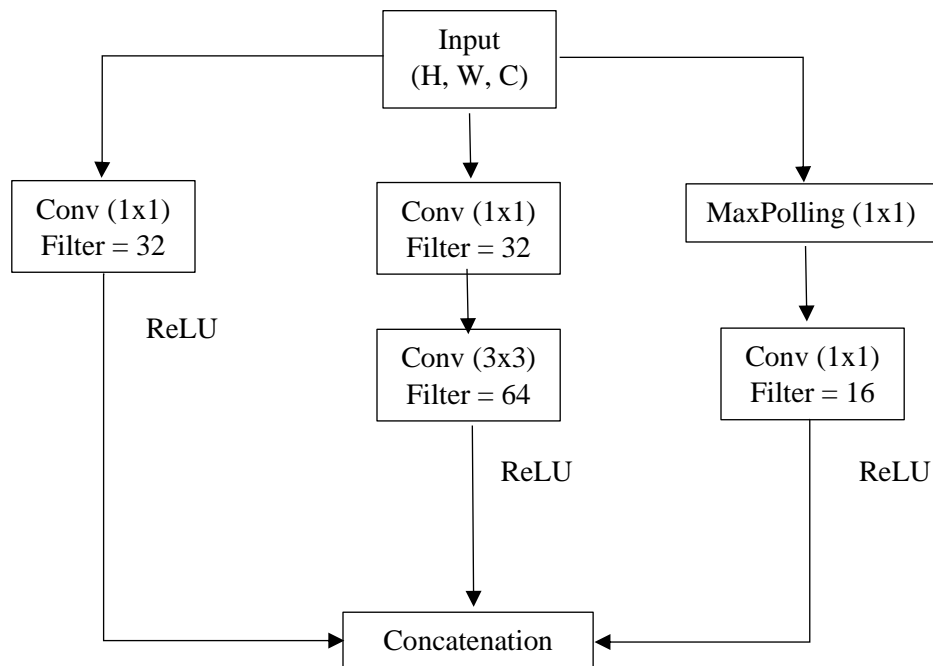 Input
(H, W, C)
Conv (1x1)
Filter = 32
Conv (1x1)
Filter = 32
MaxPolling (1x1)
ReLU
Conv (3x3)
Filter = 64
Conv (1x1)
Filter = 16
ReLU
ReLU
Concatenation